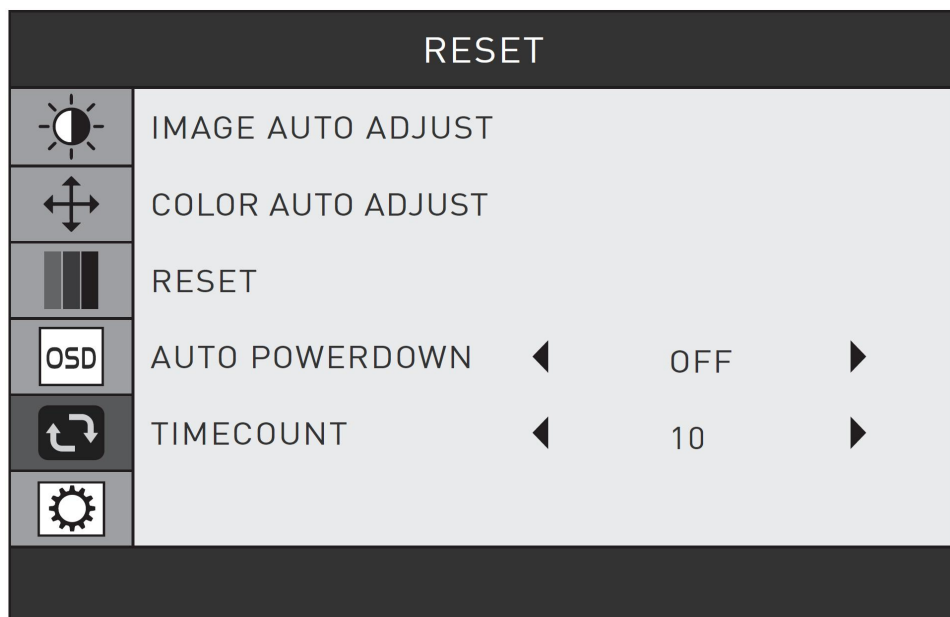 RESET
IMAGE AUTO ADJUST
COLOR AUTO ADJUST
RESET
OSD
AUTO POWERDOWN OFF
TIMECOUNT 10